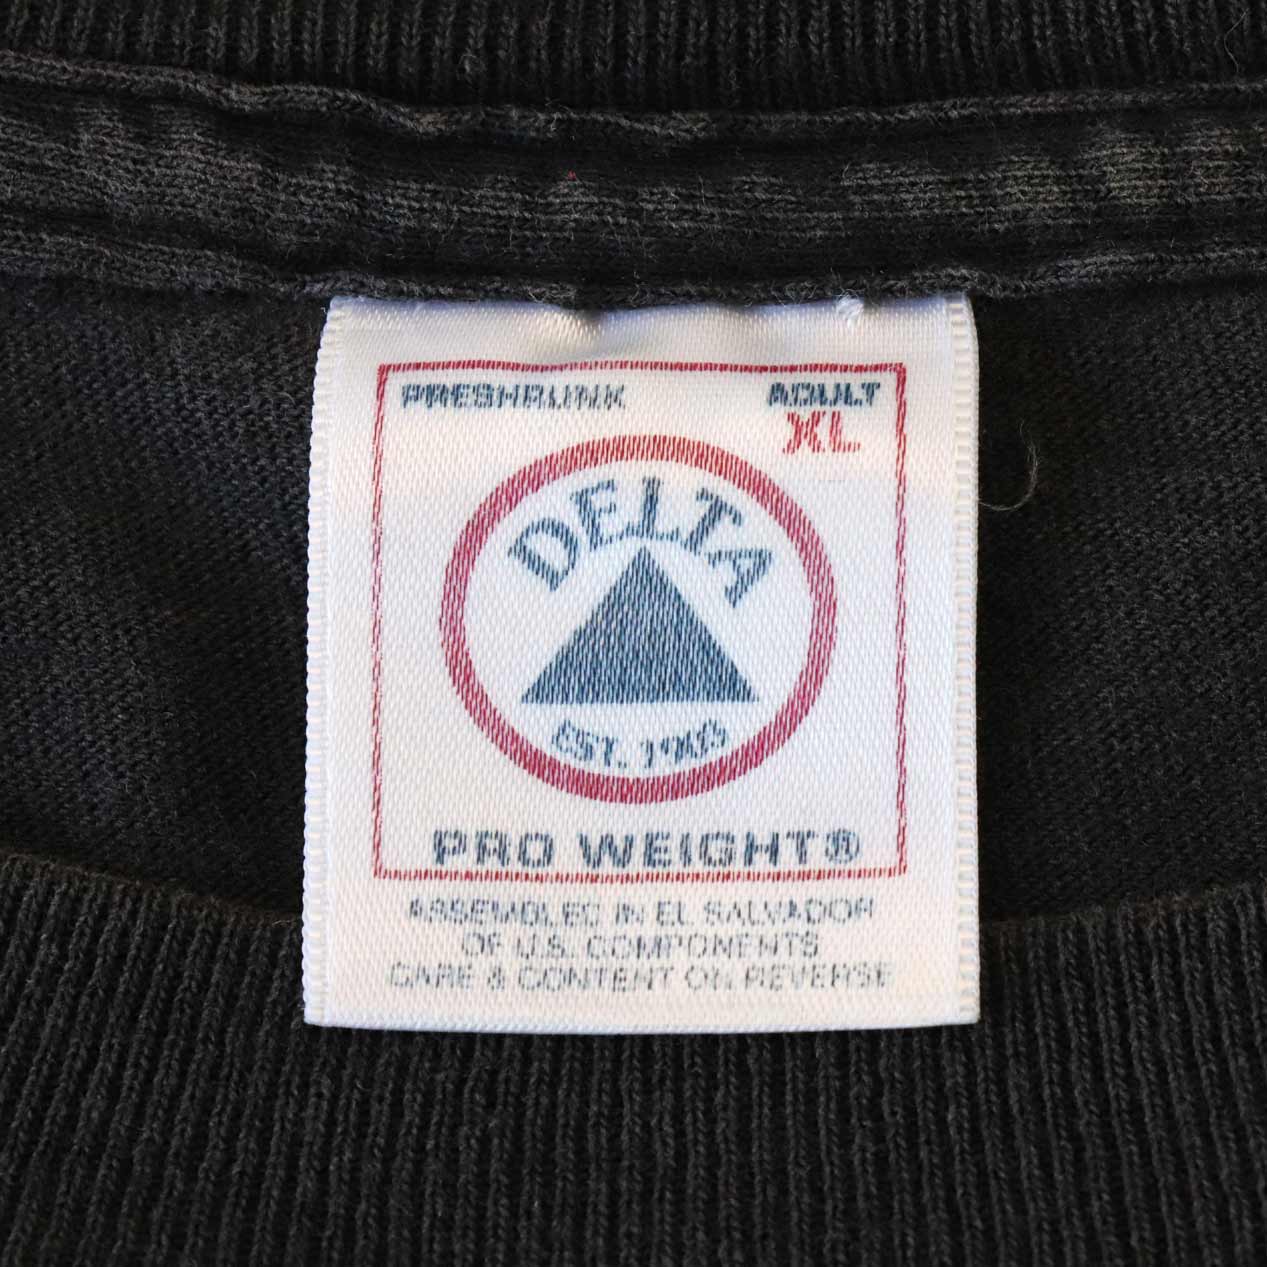 PRESHRUNK ADULT
XL
DELTA
EST. 1903
PRO WEIGHT®
ASSEMBLED IN EL SALVADOR
OF U.S. COMPONENTS
CARE & CONTENT ON REVERSE